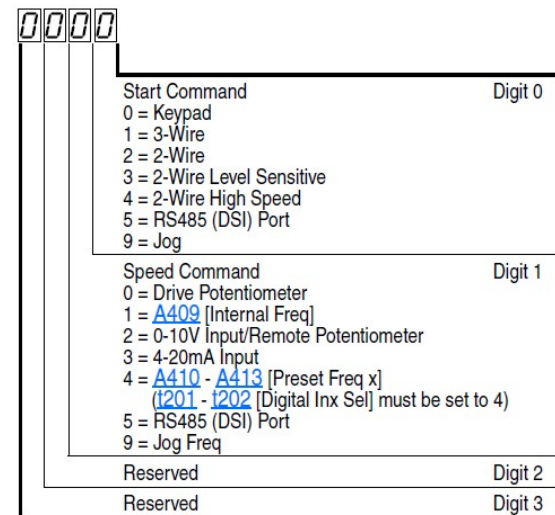 0000
Start Command Digit 0
0 = Keypad
1 = 3-Wire
2 = 2-Wire
3 = 2-Wire Level Sensitive
4 = 2-Wire High Speed
5 = RS485 (DSI) Port
9 = Jog
Speed Command Digit 1
0 = Drive Potentiometer
1 = A409 [Internal Freq]
2 = 0-10V Input/Remote Potentiometer
3 = 4-20mA Input
4 = A410 - A413 [Preset Freq x]
(t201 - t202 [Digital Inx Sel] must be set to 4)
5 = RS485 (DSI) Port
9 = Jog Freq
Reserved Digit 2
Reserved Digit 3